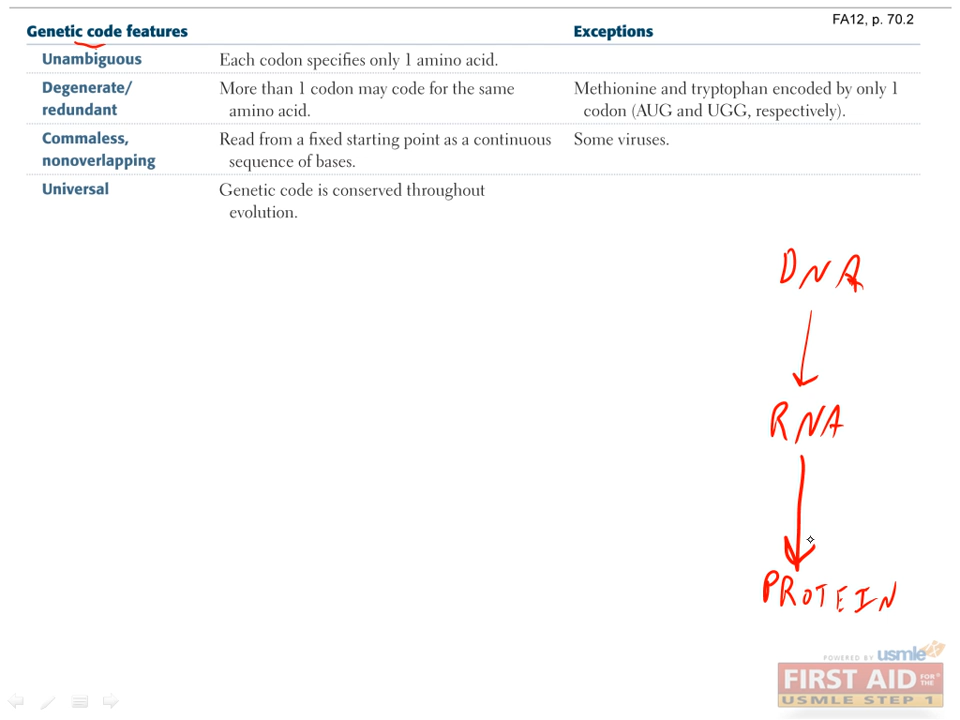 FA12, p. 70.2
Genetic code features Exceptions
Unambiguous Each codon specifies only 1 amino acid.
Degenerate/ More than 1 codon may code for the same Methionine and tryptophan encoded by only 1
redundant amino acid. codon (AUG and UGG, respectively).
Commaless, Read from a fixed starting point as a continuous Some viruses.
nonoverlapping sequence of bases.
Universal Genetic code is conserved throughout
evolution.
DNA
RNA
PROTEIN
POWERED BY usmle
FIRST AID FOR THE
USMLE STEP 1